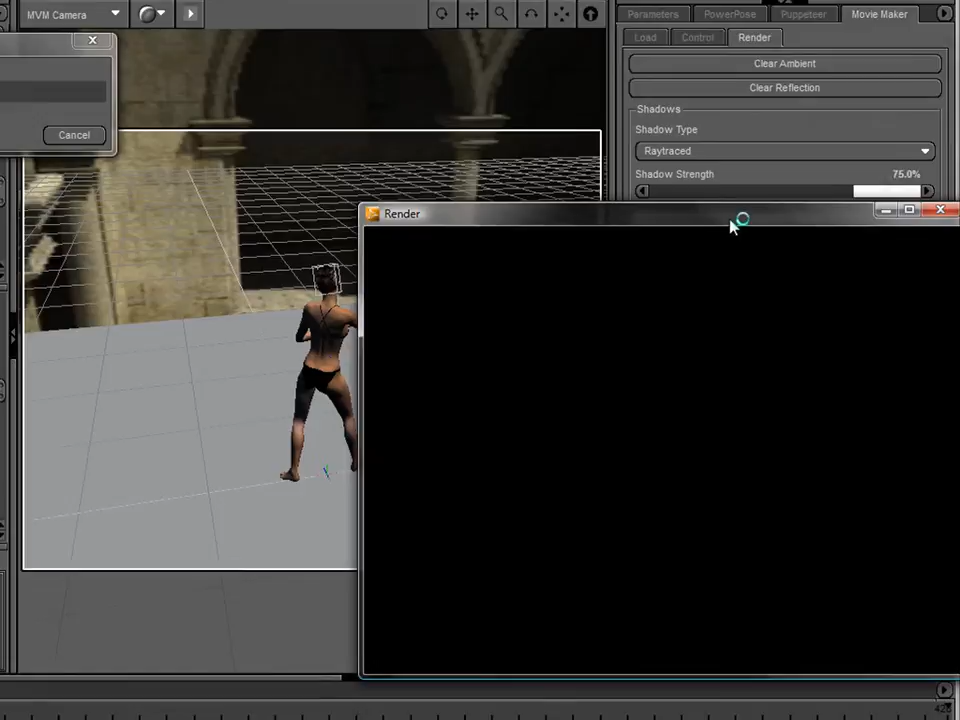 MVM Camera
Parameters
PowerPose
Puppeteer
Movie Maker
Load
Control
Render
Clear Ambient
Clear Reflection
Shadows
Shadow Type
Raytraced
Shadow Strength
75.0%
Cancel
Render